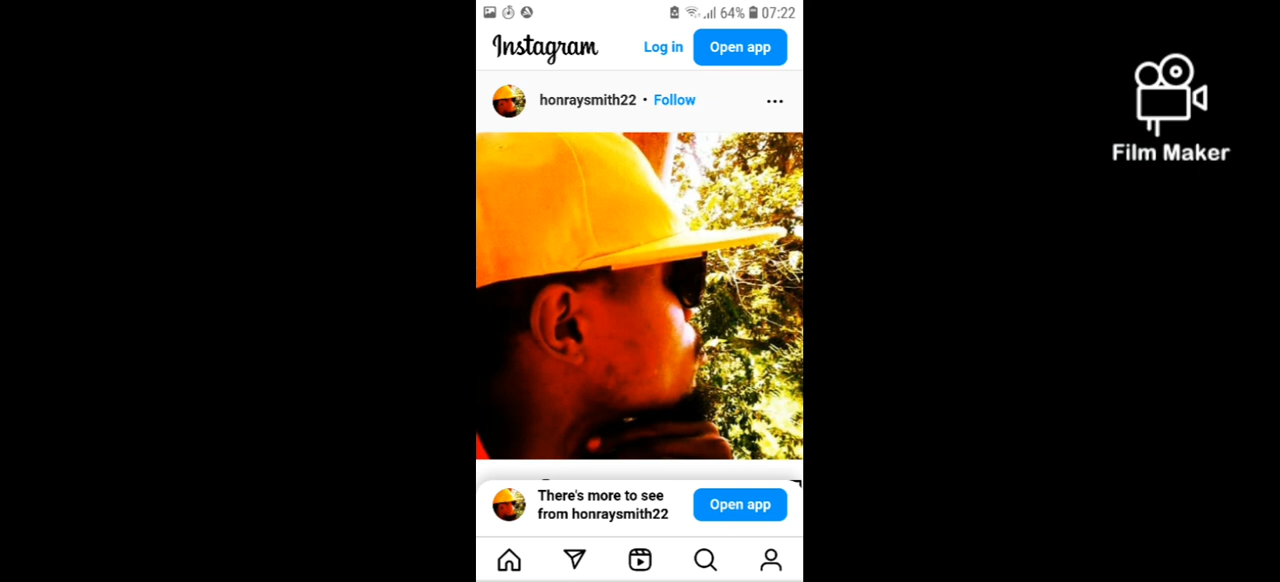 64% 07:22
Instagram Log in Open app
honraysmith22 • Follow
Film Maker
There's more to see
from honraysmith22
Open app